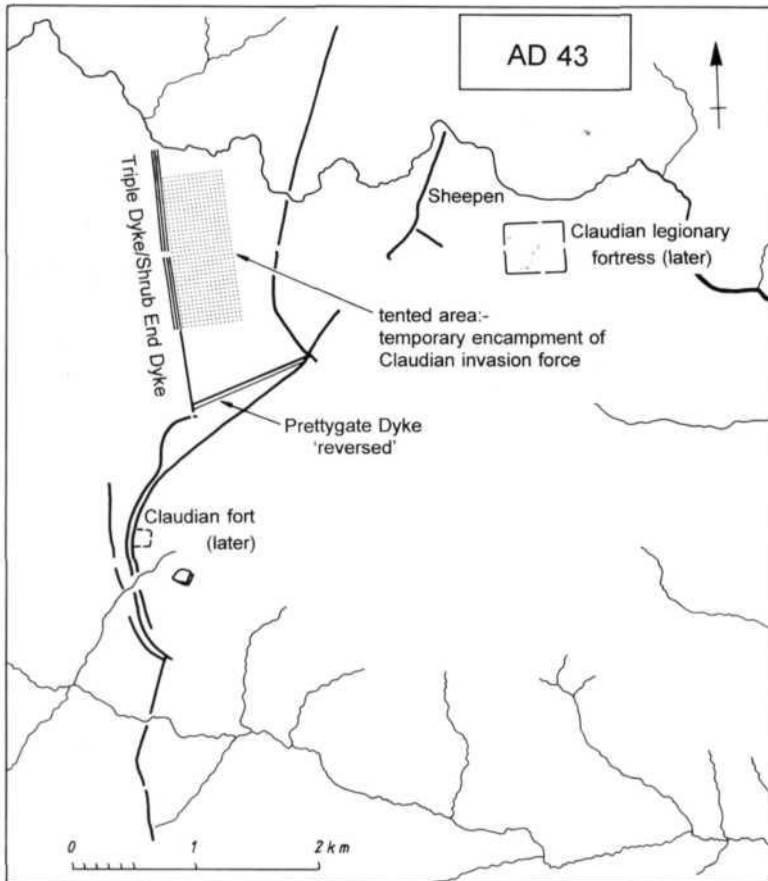 AD 43
Triple Dyke/Shrub End Dyke
Sheepen
Claudian legionary
fortress (later)
tented area:-
temporary encampment of
Claudian invasion force
Prettygate Dyke
'reversed'
Claudian fort
(later)
0 1 2 km